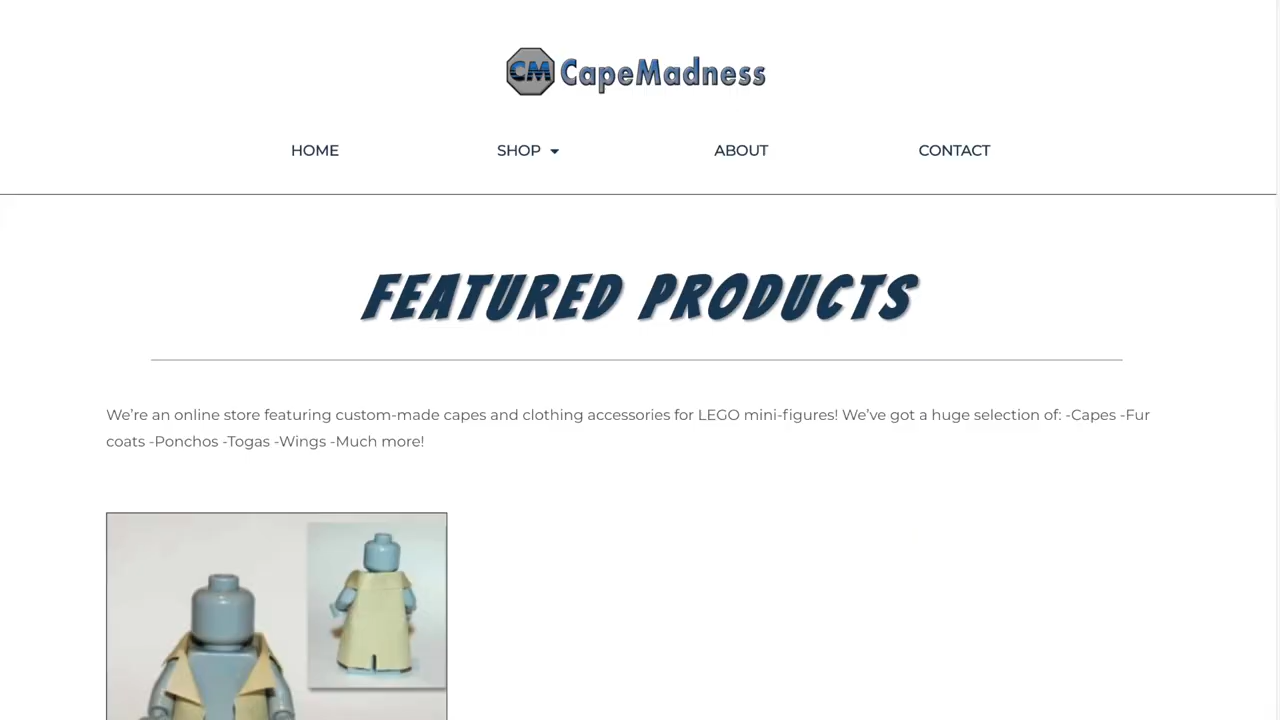 CM CapeMadness
HOME SHOP ABOUT CONTACT
FEATURED PRODUCTS
We're an online store featuring custom-made capes and clothing accessories for LEGO mini-figures! We've got a huge selection of: -Capes -Fur
coats -Ponchos -Togas -Wings -Much more!